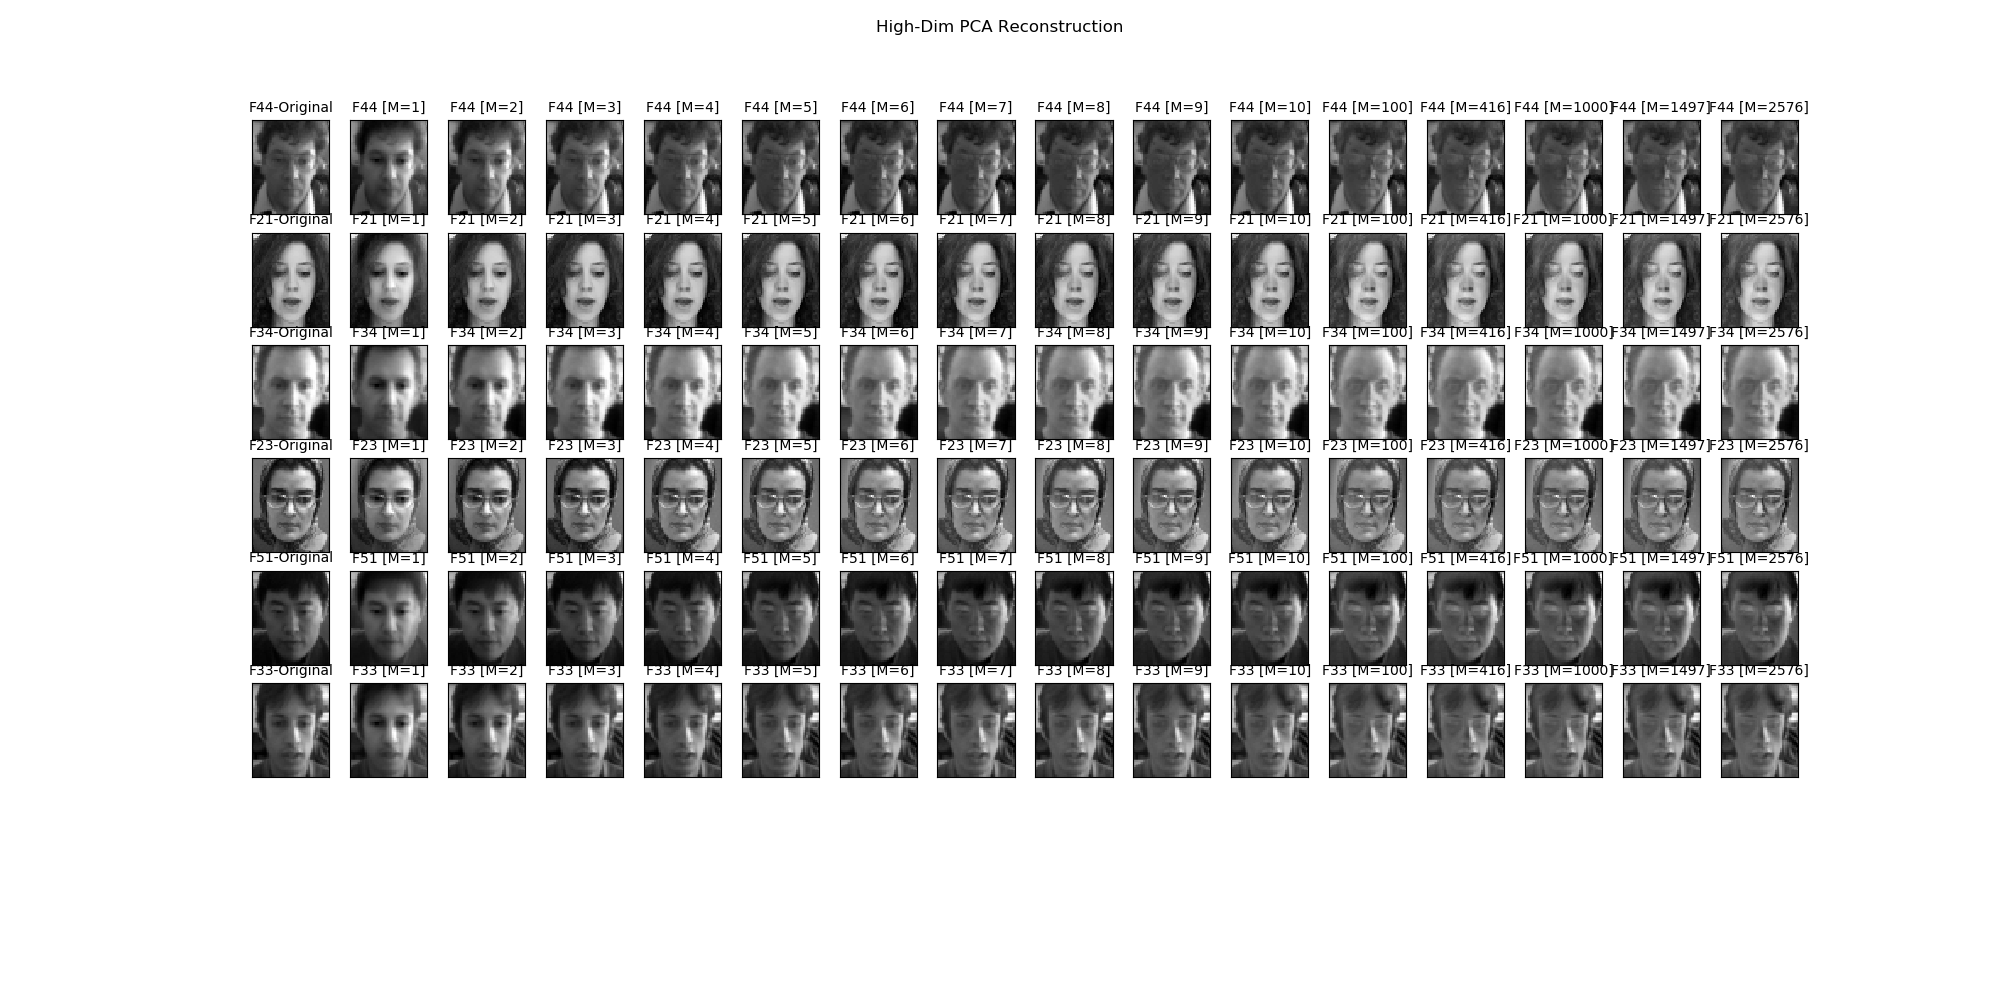 High-Dim PCA Reconstruction
F44-Original F44 [M=1] F44 [M=2] F44 [M=3] F44 [M=4] F44 [M=5] F44 [M=6] F44 [M=7] F44 [M=8] F44 [M=9] F44 [M=10] F44 [M=100] F44 [M=416] F44 [M=1000] F44 [M=1497] F44 [M=2576]
F21-Original F21 [M=1] F21 [M=2] F21 [M=3] F21 [M=4] F21 [M=5] F21 [M=6] F21 [M=7] F21 [M=8] F21 [M=9] F21 [M=10] F21 [M=100] F21 [M=416] F21 [M=1000] F21 [M=1497] F21 [M=2576]
F34-Original F34 [M=1] F34 [M=2] F34 [M=3] F34 [M=4] F34 [M=5] F34 [M=6] F34 [M=7] F34 [M=8] F34 [M=9] F34 [M=10] F34 [M=100] F34 [M=416] F34 [M=1000] F34 [M=1497] F34 [M=2576]
F23-Original F23 [M=1] F23 [M=2] F23 [M=3] F23 [M=4] F23 [M=5] F23 [M=6] F23 [M=7] F23 [M=8] F23 [M=9] F23 [M=10] F23 [M=100] F23 [M=416] F23 [M=1000] F23 [M=1497] F23 [M=2576]
F51-Original F51 [M=1] F51 [M=2] F51 [M=3] F51 [M=4] F51 [M=5] F51 [M=6] F51 [M=7] F51 [M=8] F51 [M=9] F51 [M=10] F51 [M=100] F51 [M=416] F51 [M=1000] F51 [M=1497] F51 [M=2576]
F33-Original F33 [M=1] F33 [M=2] F33 [M=3] F33 [M=4] F33 [M=5] F33 [M=6] F33 [M=7] F33 [M=8] F33 [M=9] F33 [M=10] F33 [M=100] F33 [M=416] F33 [M=1000] F33 [M=1497] F33 [M=2576]